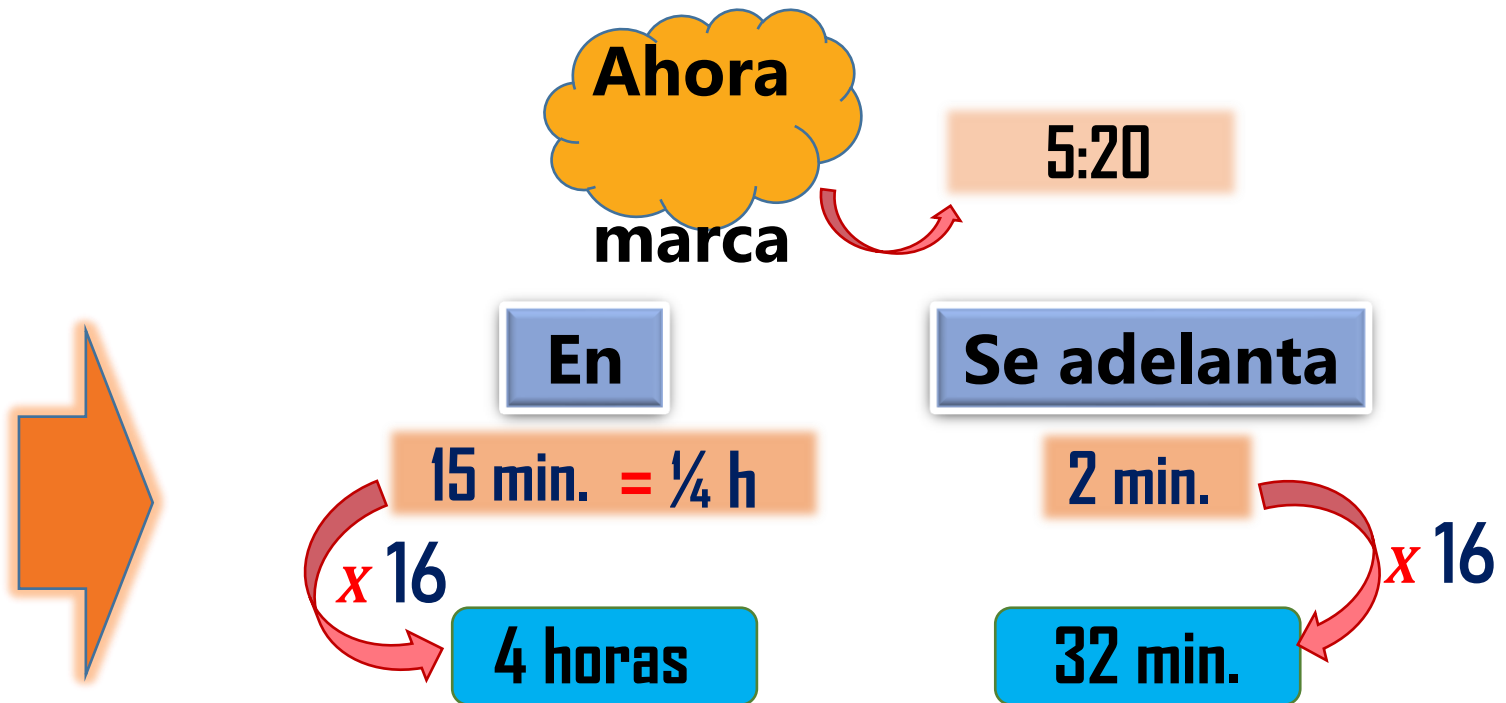 Ahora
marca
5:20
En
Se adelanta
15 min. = ¼ h
2 min.
x 16
x 16
4 horas
32 min.